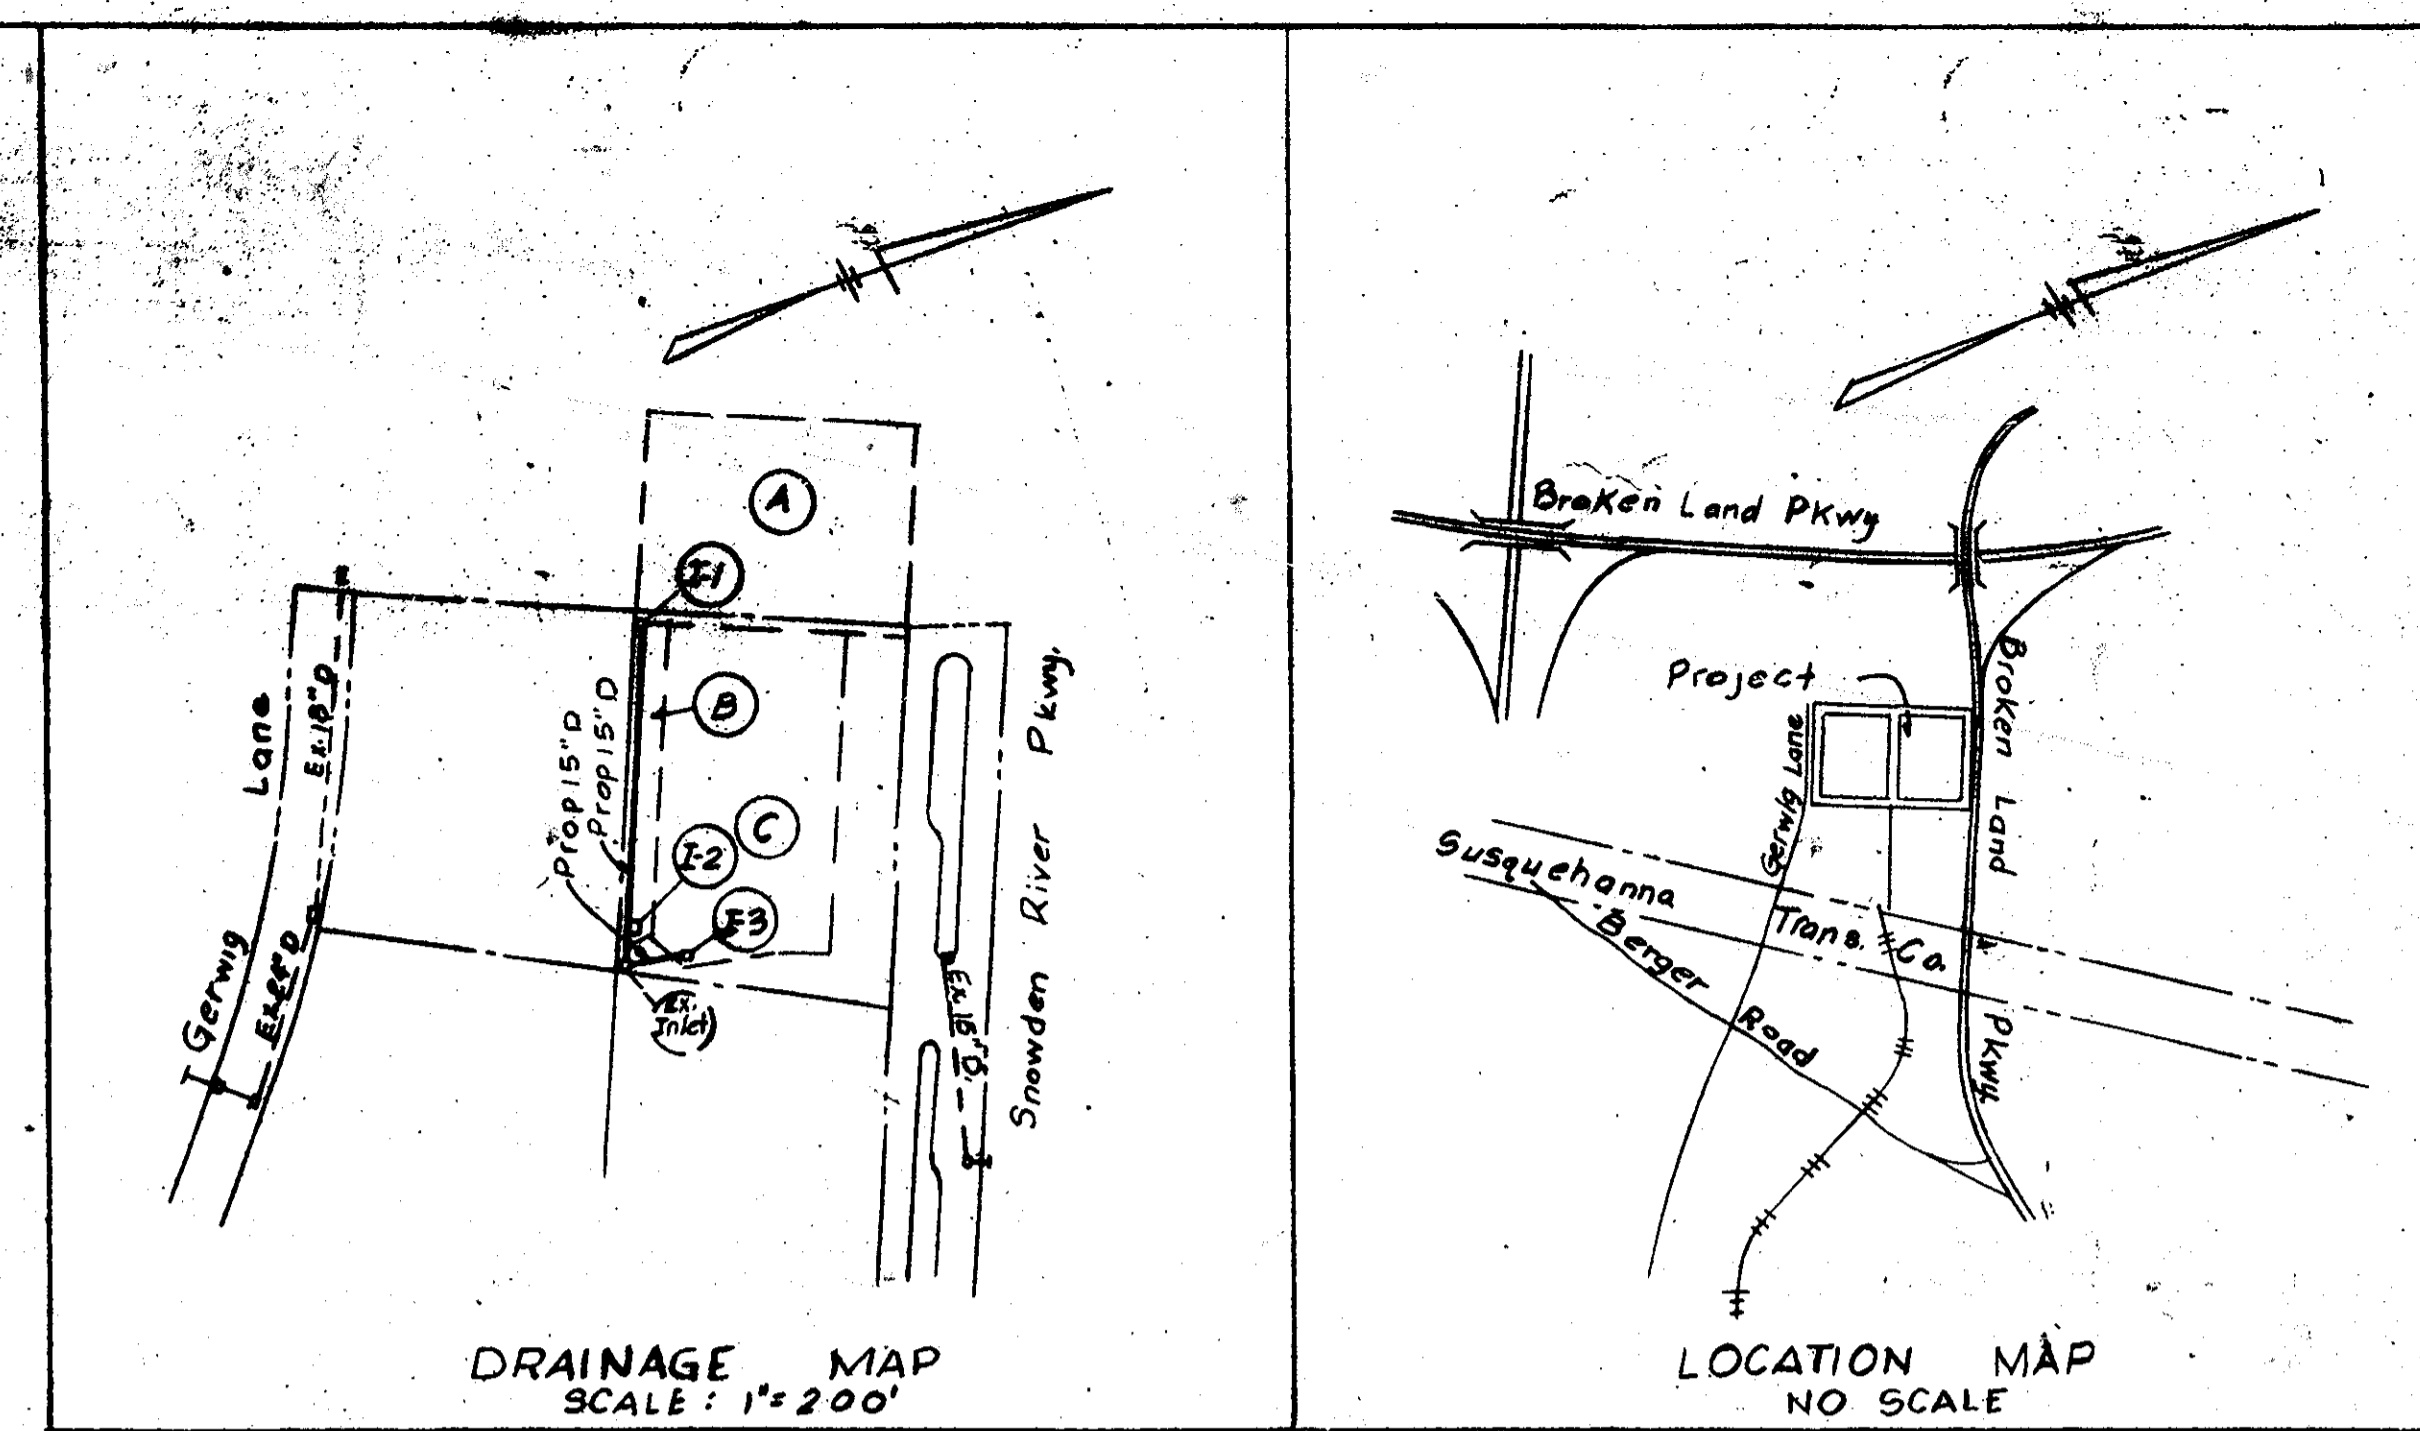 A
I-1
B
C
I-2
I-3
Prop 15" D
Prop 15" D
Ex. 18" D
Ex. 24" D
Gerwig Lane
(Ex.
Inlet)
Ex. 18" D.
Snowden River Pkwy.
DRAINAGE MAP
SCALE: 1"=200'
Broken Land PKwy
Project
Gerwig Lane
Broken Land Pkwy.
Susquehanna Trans. Co.
Berger Road
LOCATION MAP
NO SCALE